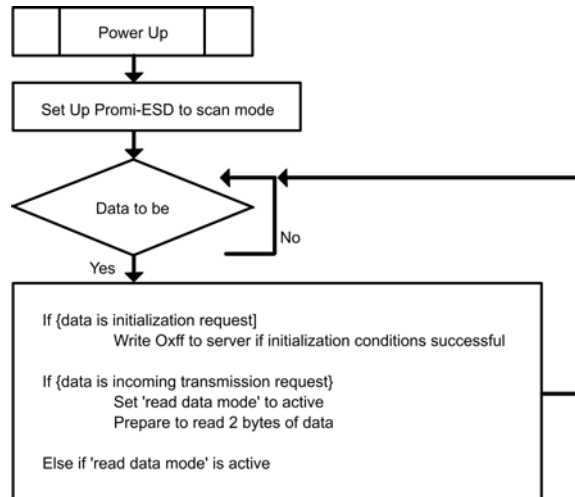 Power Up
Set Up Promi-ESD to scan mode
Data to be
No
Yes
If {data is initialization request]
Write Oxff to server if initialization conditions successful
If {data is incoming transmission request}
Set 'read data mode' to active
Prepare to read 2 bytes of data
Else if 'read data mode' is active